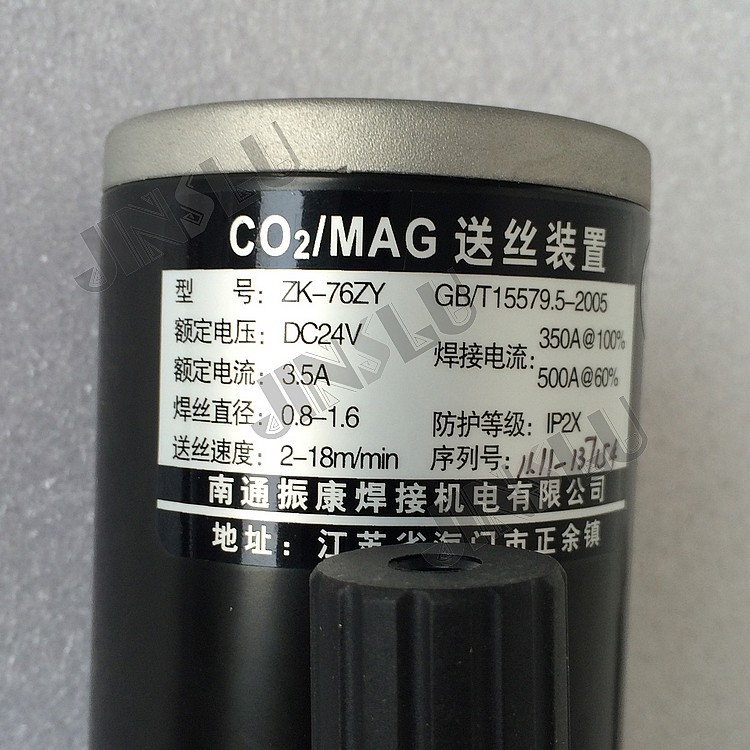 CO₂/MAG 送丝装置
型 号: ZK-76ZY GB/T15579.5-2005
额定电压: DC24V 焊接电流: 350A@100%
额定电流: 3.5A 500A@60%
焊丝直径: 0.8-1.6 防护等级: IP2X
送丝速度: 2-18m/min 序列号:
南通振康焊接机电有限公司
地址: 江苏省海门市正余镇
JINSLU
JINSLU
JINSLU
JINSLU